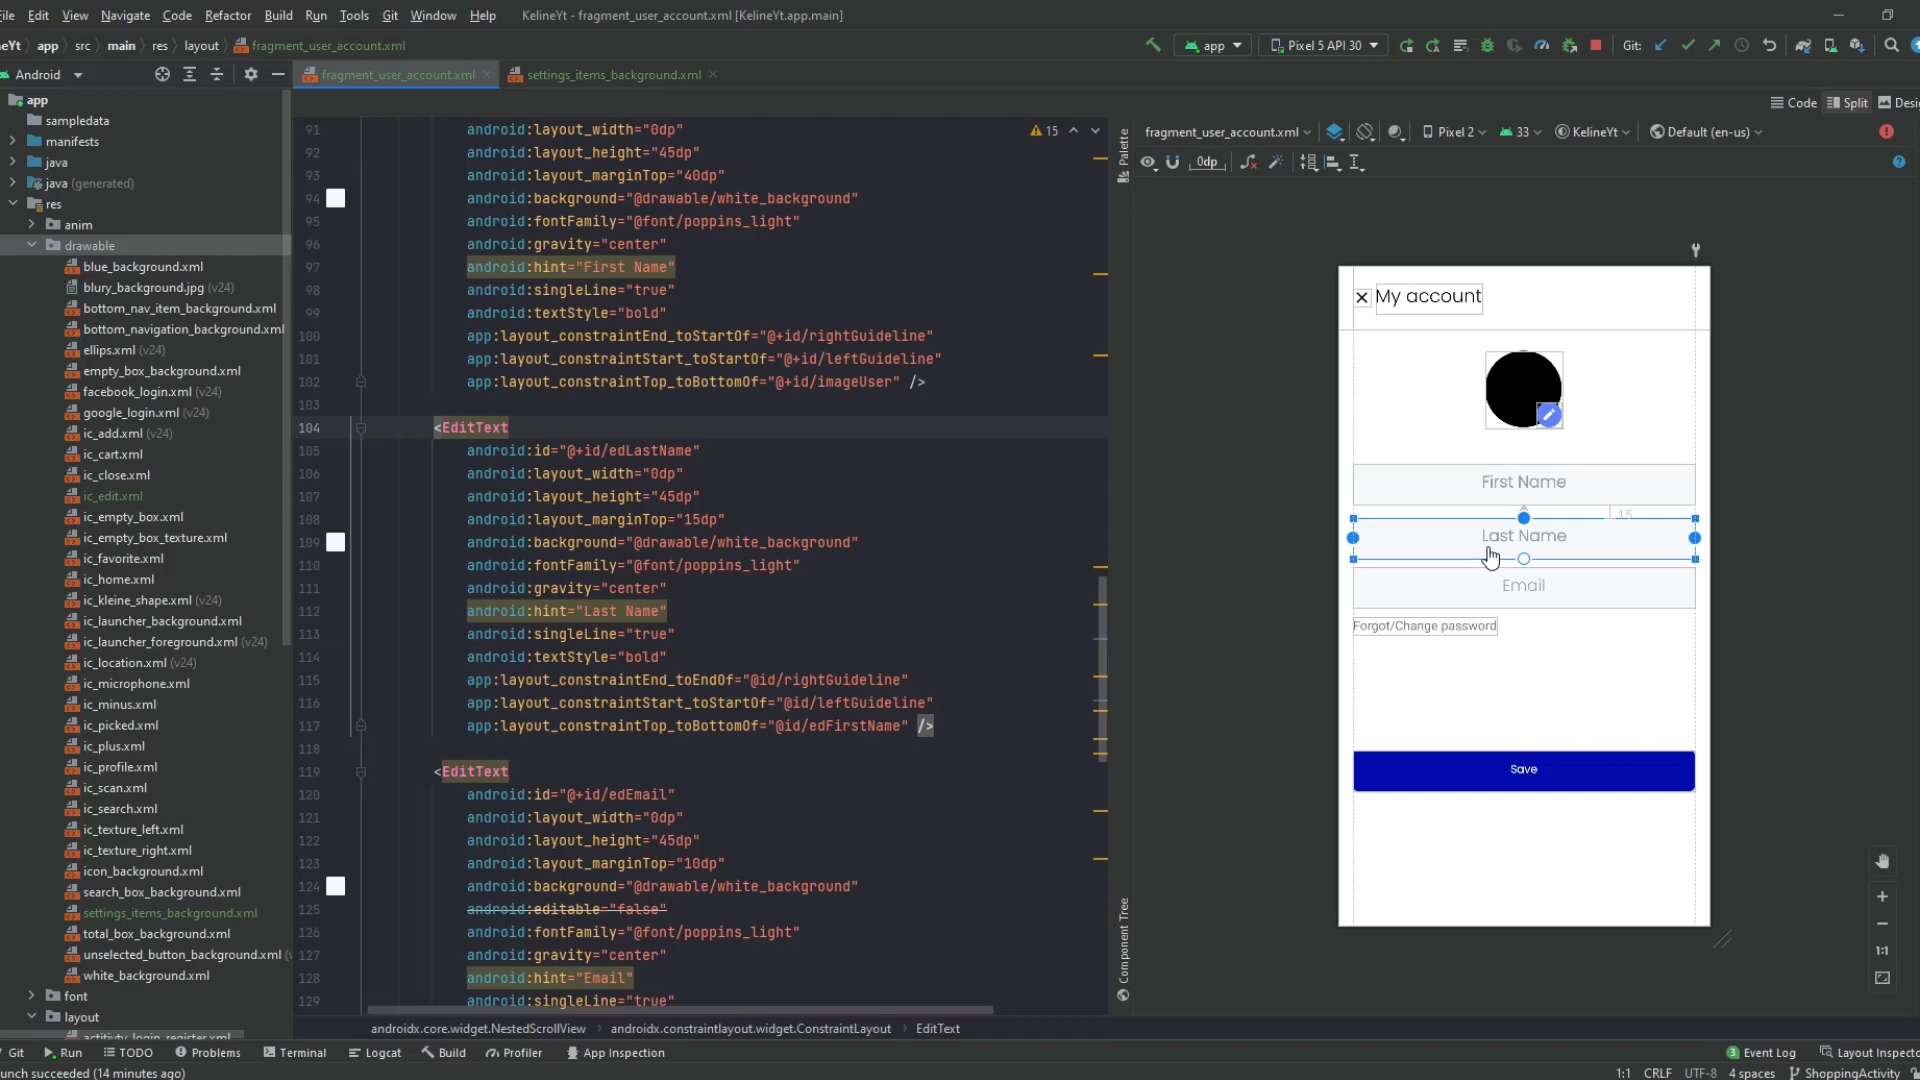 Edit View Navigate Code Refactor Build Run Tools Git Window Help KelineYt - fragment_user_account.xml [KelineYt.app.main]
app src main res layout fragment_user_account.xml
app Pixel 5 API 30 Git:
Android
fragment_user_account.xml settings_items_background.xml
Code Split
app
sampledata
manifests
java
java (generated)
res
anim
drawable
blue_background.xml
blury_background.jpg (v24)
bottom_nav_item_background.xml
bottom_navigation_background.xml
ellips.xml (v24)
empty_box_background.xml
facebook_login.xml (v24)
google_login.xml (v24)
ic_add.xml (v24)
ic_cart.xml
ic_close.xml
ic_edit.xml
ic_empty_box.xml
ic_empty_box_texture.xml
ic_favorite.xml
ic_home.xml
ic_kleine_shape.xml (v24)
ic_launcher_background.xml
ic_launcher_foreground.xml (v24)
ic_location.xml (v24)
ic_microphone.xml
ic_minus.xml
ic_picked.xml
ic_plus.xml
ic_profile.xml
ic_scan.xml
ic_search.xml
ic_texture_left.xml
ic_texture_right.xml
icon_background.xml
search_box_background.xml
settings_items_background.xml
total_box_background.xml
unselected_button_background.xml
white_background.xml
font
layout
actitivty_login_register.xml
15
91 android:layout_width="0dp"
92 android:layout_height="45dp"
93 android:layout_marginTop="40dp"
94 android:background="@drawable/white_background"
95 android:fontFamily="@font/poppins_light"
96 android:gravity="center"
97 android:hint="First Name"
98 android:singleLine="true"
99 android:textStyle="bold"
100 app:layout_constraintEnd_toStartOf="@+id/rightGuideline"
101 app:layout_constraintStart_toStartOf="@+id/leftGuideline"
102 app:layout_constraintTop_toBottomOf="@+id/imageUser" />
103
104 <EditText
105 android:id="@+id/edLastName"
106 android:layout_width="0dp"
107 android:layout_height="45dp"
108 android:layout_marginTop="15dp"
109 android:background="@drawable/white_background"
110 android:fontFamily="@font/poppins_light"
111 android:gravity="center"
112 android:hint="Last Name"
113 android:singleLine="true"
114 android:textStyle="bold"
115 app:layout_constraintEnd_toEndOf="@id/rightGuideline"
116 app:layout_constraintStart_toStartOf="@id/leftGuideline"
117 app:layout_constraintTop_toBottomOf="@id/edFirstName" />
118
119 <EditText
120 android:id="@+id/edEmail"
121 android:layout_width="0dp"
122 android:layout_height="45dp"
123 android:layout_marginTop="10dp"
124 android:background="@drawable/white_background"
125 android:editable="false"
126 android:fontFamily="@font/poppins_light"
127 android:gravity="center"
128 android:hint="Email"
129 android:singleLine="true"
androidx.core.widget.NestedScrollView androidx.constraintlayout.widget.ConstraintLayout EditText
Palette
Component Tree
fragment_user_account.xml Pixel 2 33 KelineYt Default (en-us)
0dp
My account
First Name
15
Last Name
Email
Forgot/Change password
Save
1:1
Git Run TODO Problems Terminal Logcat Build Profiler App Inspection 3 Event Log Layout
succeeded (14 minutes ago) 1:1 CRLF UTF-8 4 spaces ShoppingActivity